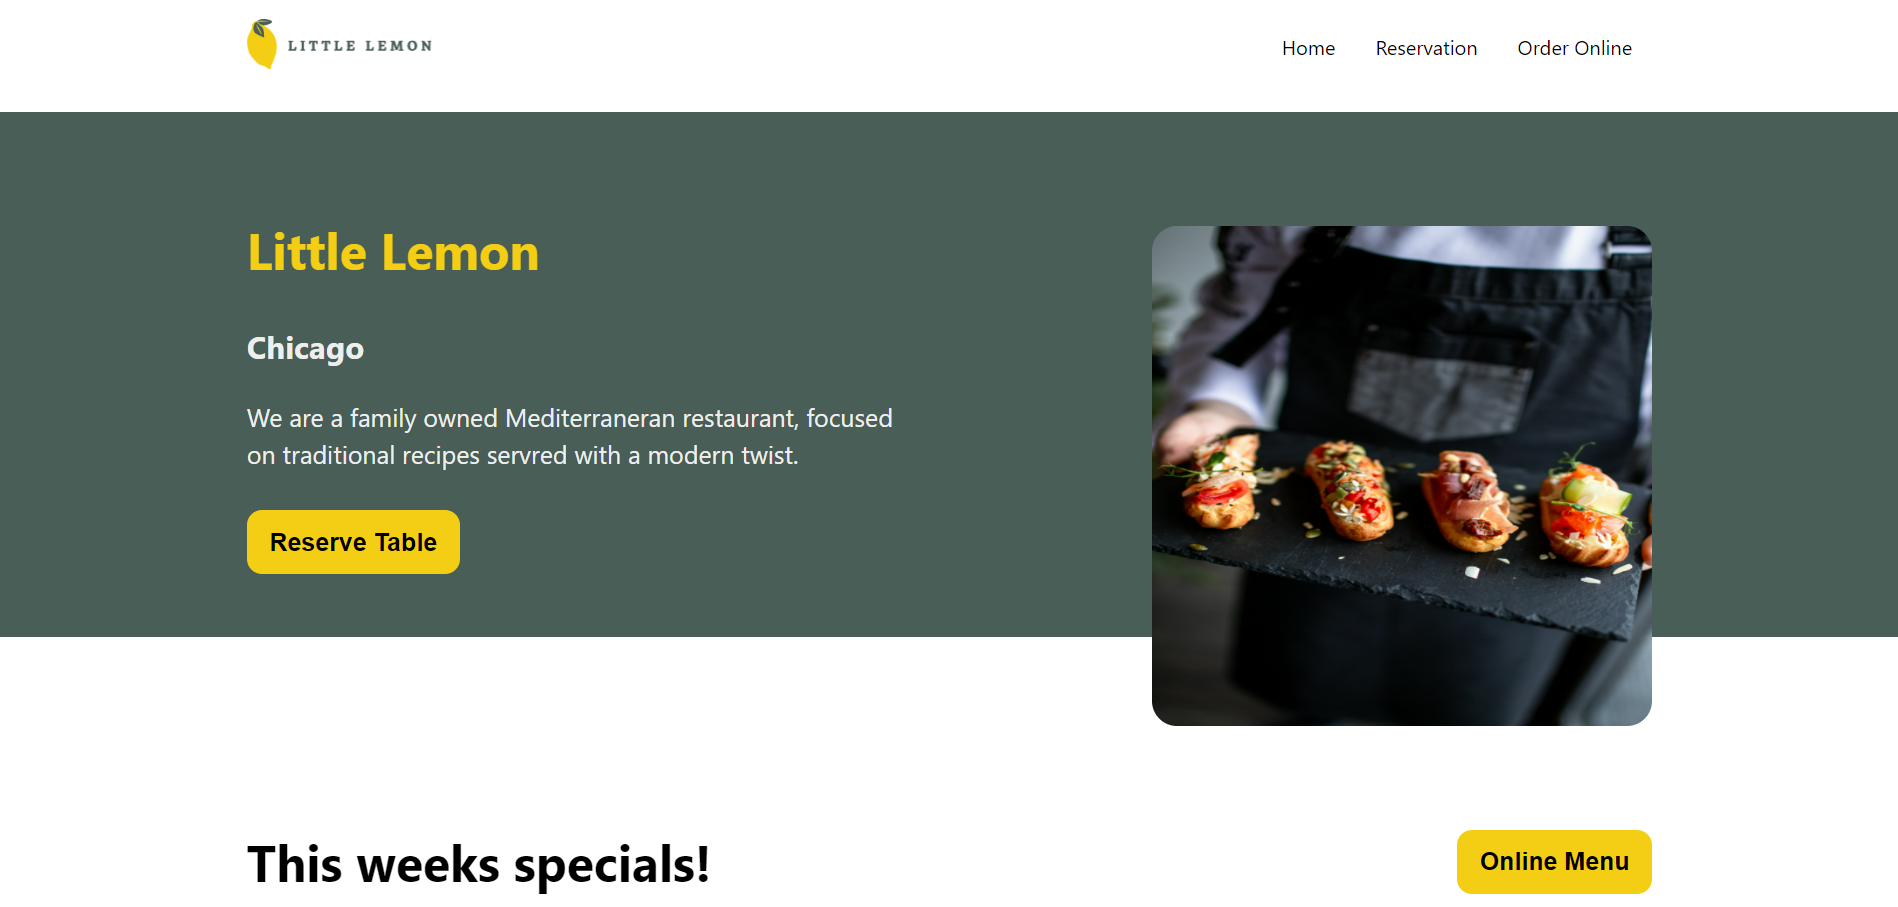 LITTLE LEMON
Home Reservation Order Online
Little Lemon
Chicago
We are a family owned Mediterraneran restaurant, focused
on traditional recipes servred with a modern twist.
Reserve Table
This weeks specials!
Online Menu